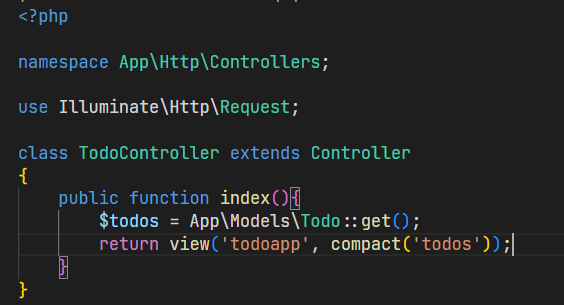 <?php
namespace App\Http\Controllers;
use Illuminate\Http\Request;
class TodoController extends Controller
{
public function index(){
$todos = App\Models\Todo::get();
return view('todoapp', compact('todos'));
}
}